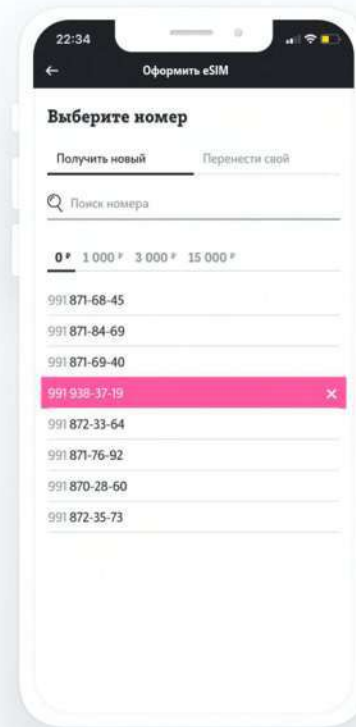 22:34
Оформить eSIM
Выберите номер
Получить новый Перенести свой
Поиск номера
0 ₽ 1 000 ₽ 3 000 ₽ 15 000 ₽
991 871-68-45
991 871-84-69
991 871-69-40
991 938-37-19 ×
991 872-33-64
991 871-76-92
991 870-28-60
991 872-35-73